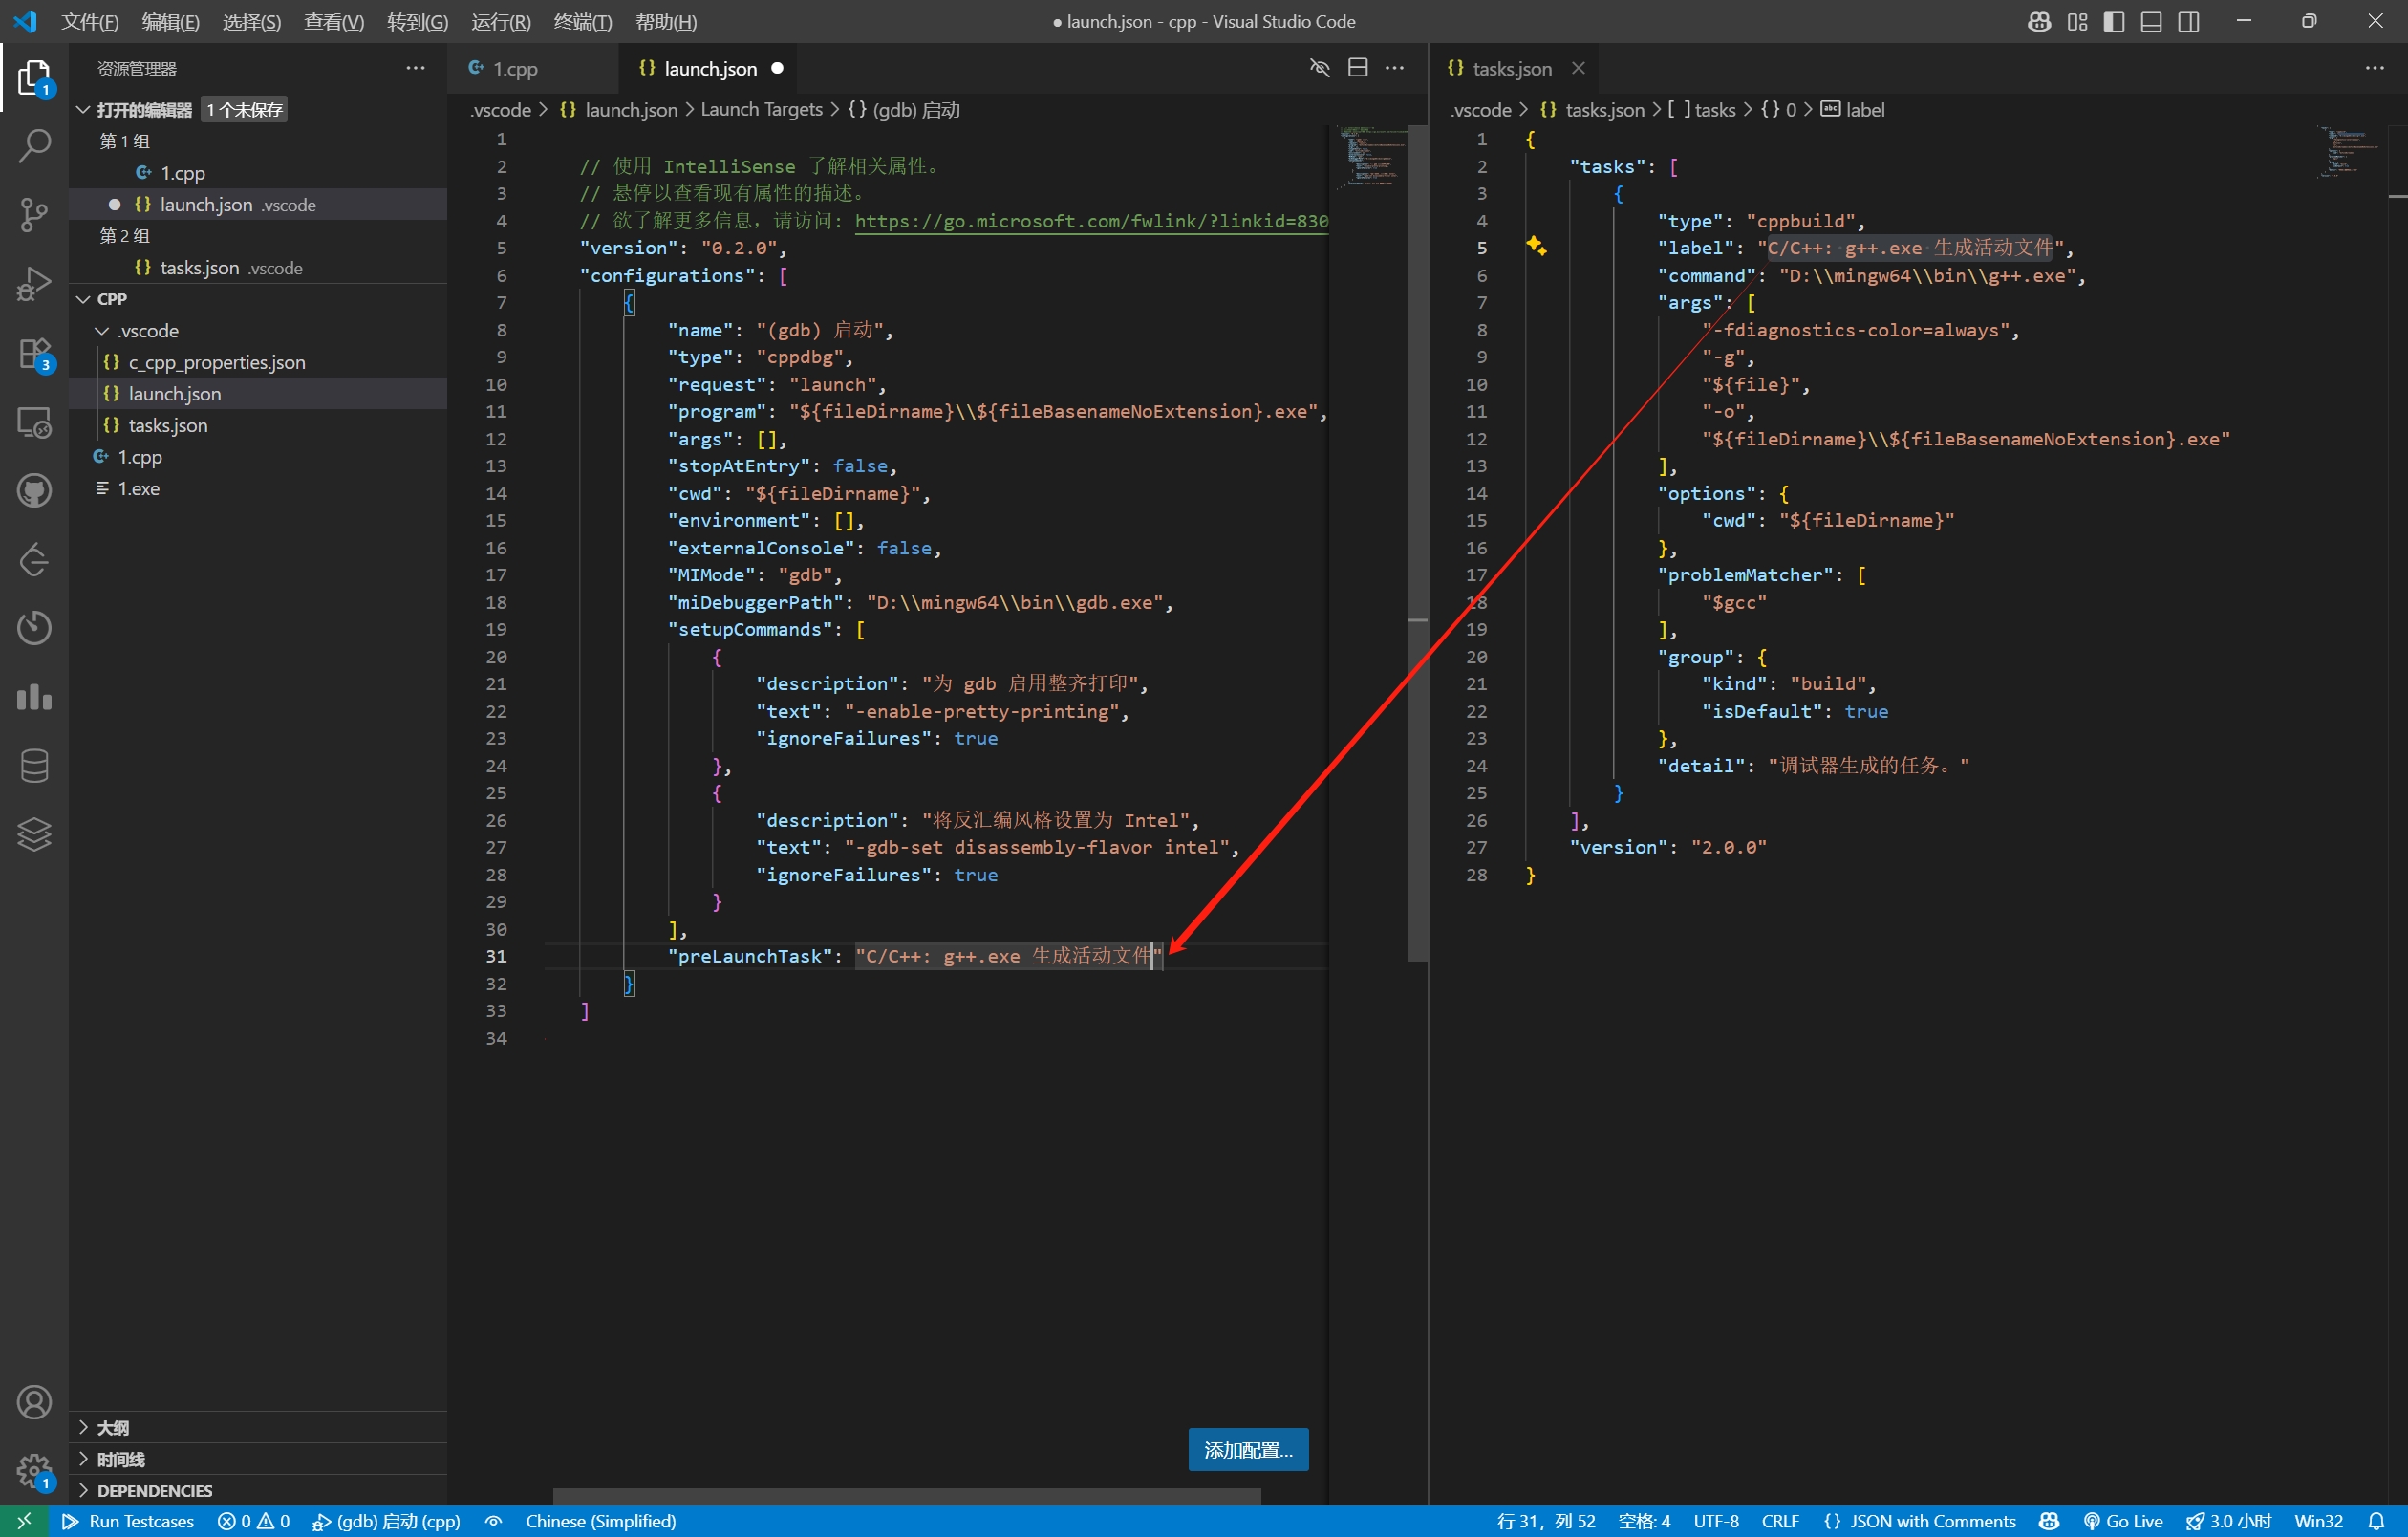 文件(F) 编辑(E) 选择(S) 查看(V) 转到(G) 运行(R) 终端(T) 帮助(H)
● launch.json - cpp - Visual Studio Code
资源管理器
打开的编辑器 1 个未保存
第 1 组
1.cpp
launch.json .vscode
第 2 组
tasks.json .vscode
CPP
.vscode
c_cpp_properties.json
launch.json
tasks.json
1.cpp
1.exe
大纲
时间线
DEPENDENCIES
1
3
1
1.cpp
{} launch.json
.vscode > {} launch.json > Launch Targets > {} (gdb) 启动
1
2 // 使用 IntelliSense 了解相关属性。
3 // 悬停以查看现有属性的描述。
4 // 欲了解更多信息，请访问: https://go.microsoft.com/fwlink/?linkid=830
5 "version": "0.2.0",
6 "configurations": [
7 {
8 "name": "(gdb) 启动",
9 "type": "cppdbg",
10 "request": "launch",
11 "program": "${fileDirname}\\${fileBasenameNoExtension}.exe",
12 "args": [],
13 "stopAtEntry": false,
14 "cwd": "${fileDirname}",
15 "environment": [],
16 "externalConsole": false,
17 "MIMode": "gdb",
18 "miDebuggerPath": "D:\\mingw64\\bin\\gdb.exe",
19 "setupCommands": [
20 {
21 "description": "为 gdb 启用整齐打印",
22 "text": "-enable-pretty-printing",
23 "ignoreFailures": true
24 },
25 {
26 "description": "将反汇编风格设置为 Intel",
27 "text": "-gdb-set disassembly-flavor intel",
28 "ignoreFailures": true
29 }
30 ],
31 "preLaunchTask": "C/C++: g++.exe 生成活动文件"
32 }
33 ]
34
添加配置...
{} tasks.json
.vscode > {} tasks.json > [ ] tasks > {} 0 > abc label
1 {
2 "tasks": [
3 {
4 "type": "cppbuild",
5 "label": "C/C++: g++.exe 生成活动文件",
6 "command": "D:\\mingw64\\bin\\g++.exe",
7 "args": [
8 "-fdiagnostics-color=always",
9 "-g",
10 "${file}",
11 "-o",
12 "${fileDirname}\\${fileBasenameNoExtension}.exe"
13 ],
14 "options": {
15 "cwd": "${fileDirname}"
16 },
17 "problemMatcher": [
18 "$gcc"
19 ],
20 "group": {
21 "kind": "build",
22 "isDefault": true
23 },
24 "detail": "调试器生成的任务。"
25 }
26 ],
27 "version": "2.0.0"
28 }
Run Testcases 0 0 (gdb) 启动 (cpp) Chinese (Simplified) 行 31，列 52 空格: 4 UTF-8 CRLF {} JSON with Comments Go Live 3.0 小时 Win32